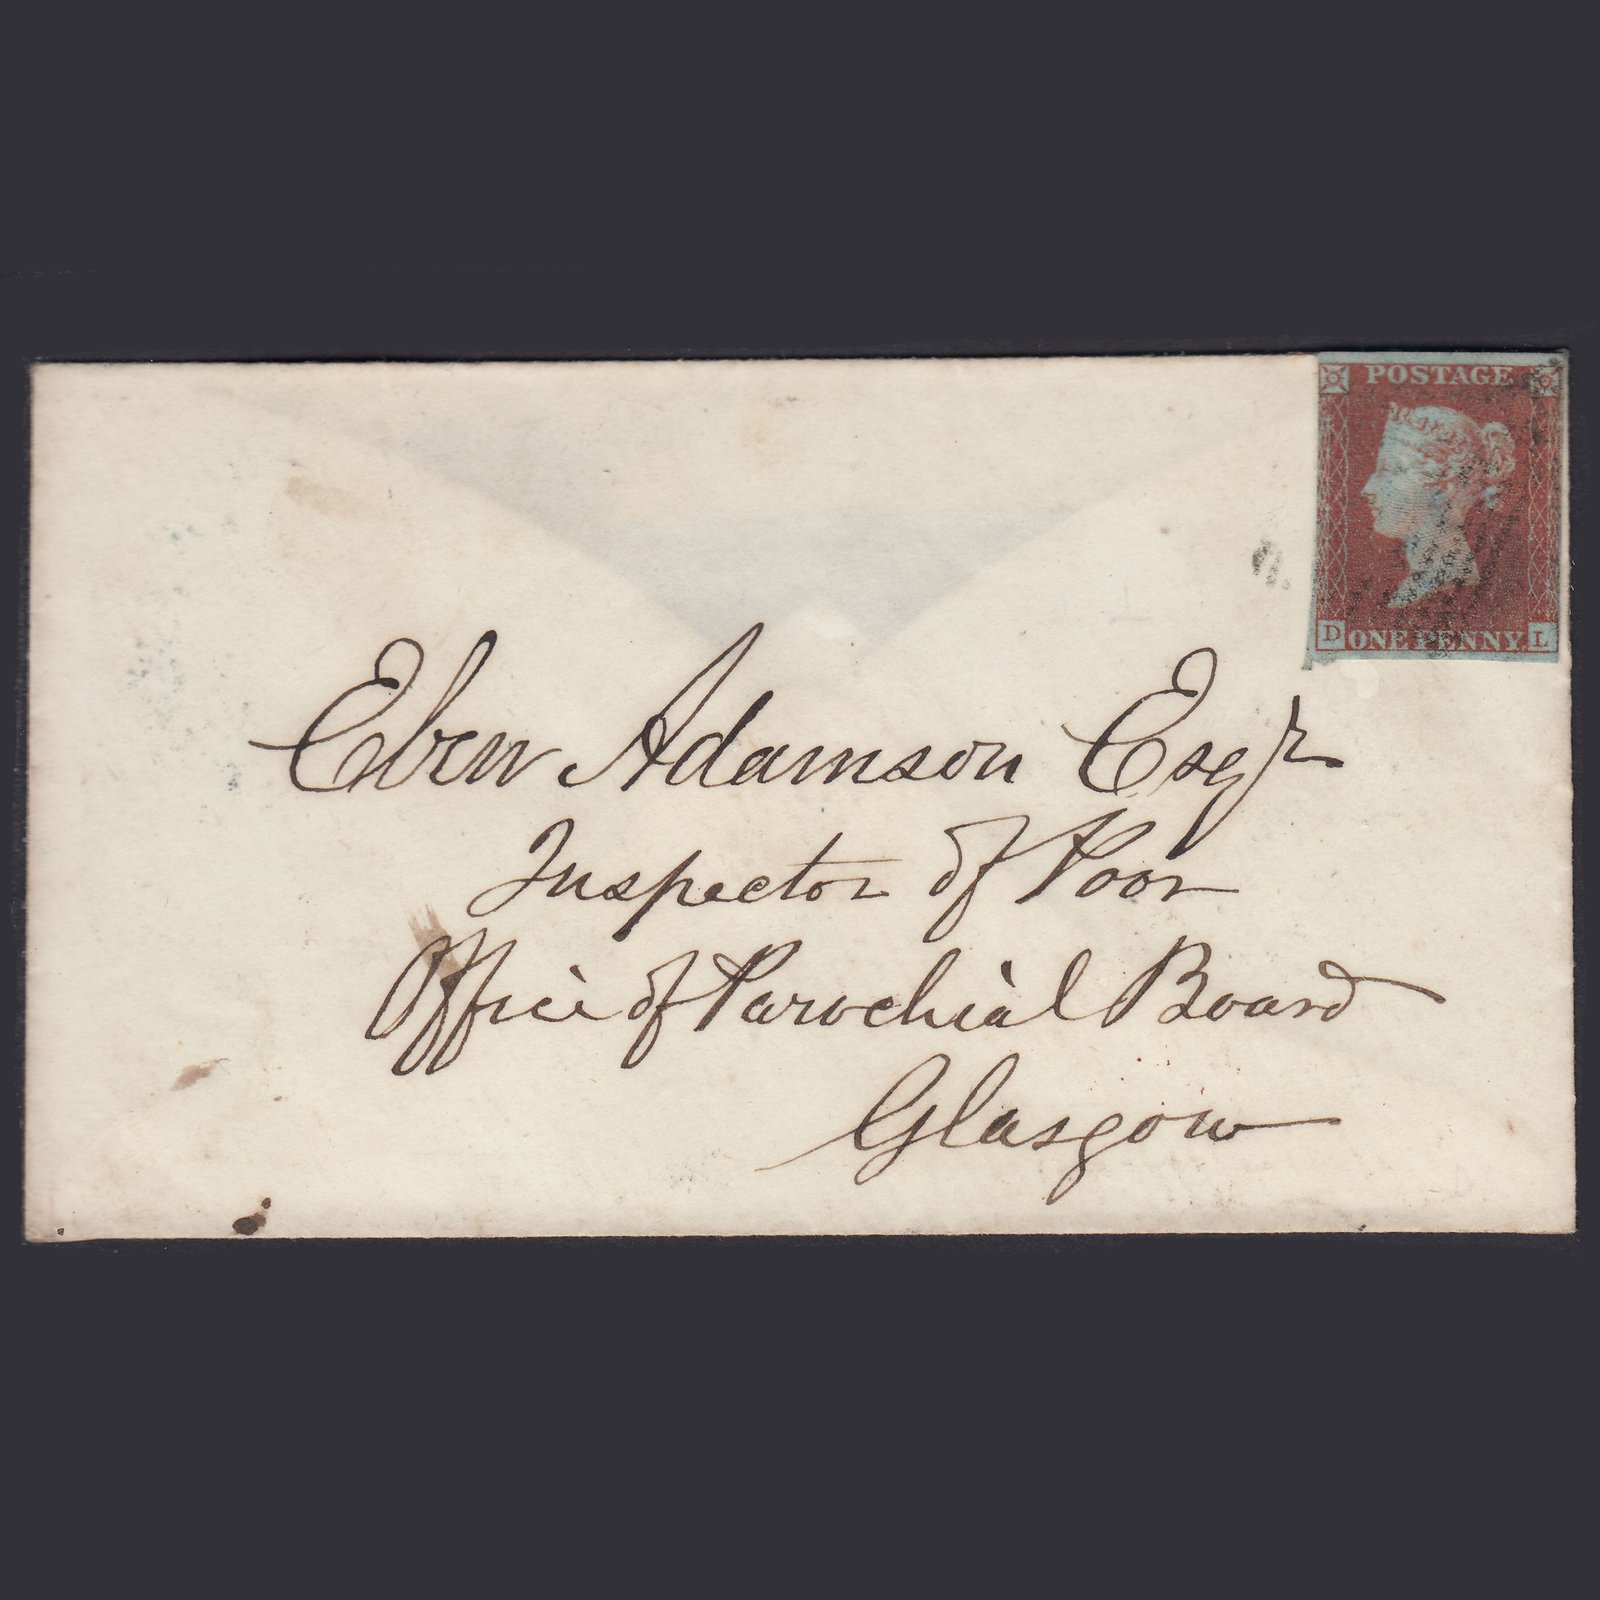 POSTAGE
D ONE PENNY L
Ebenr Adamson Esqr
Inspector of Poor
Office of Parochial Board
Glasgow